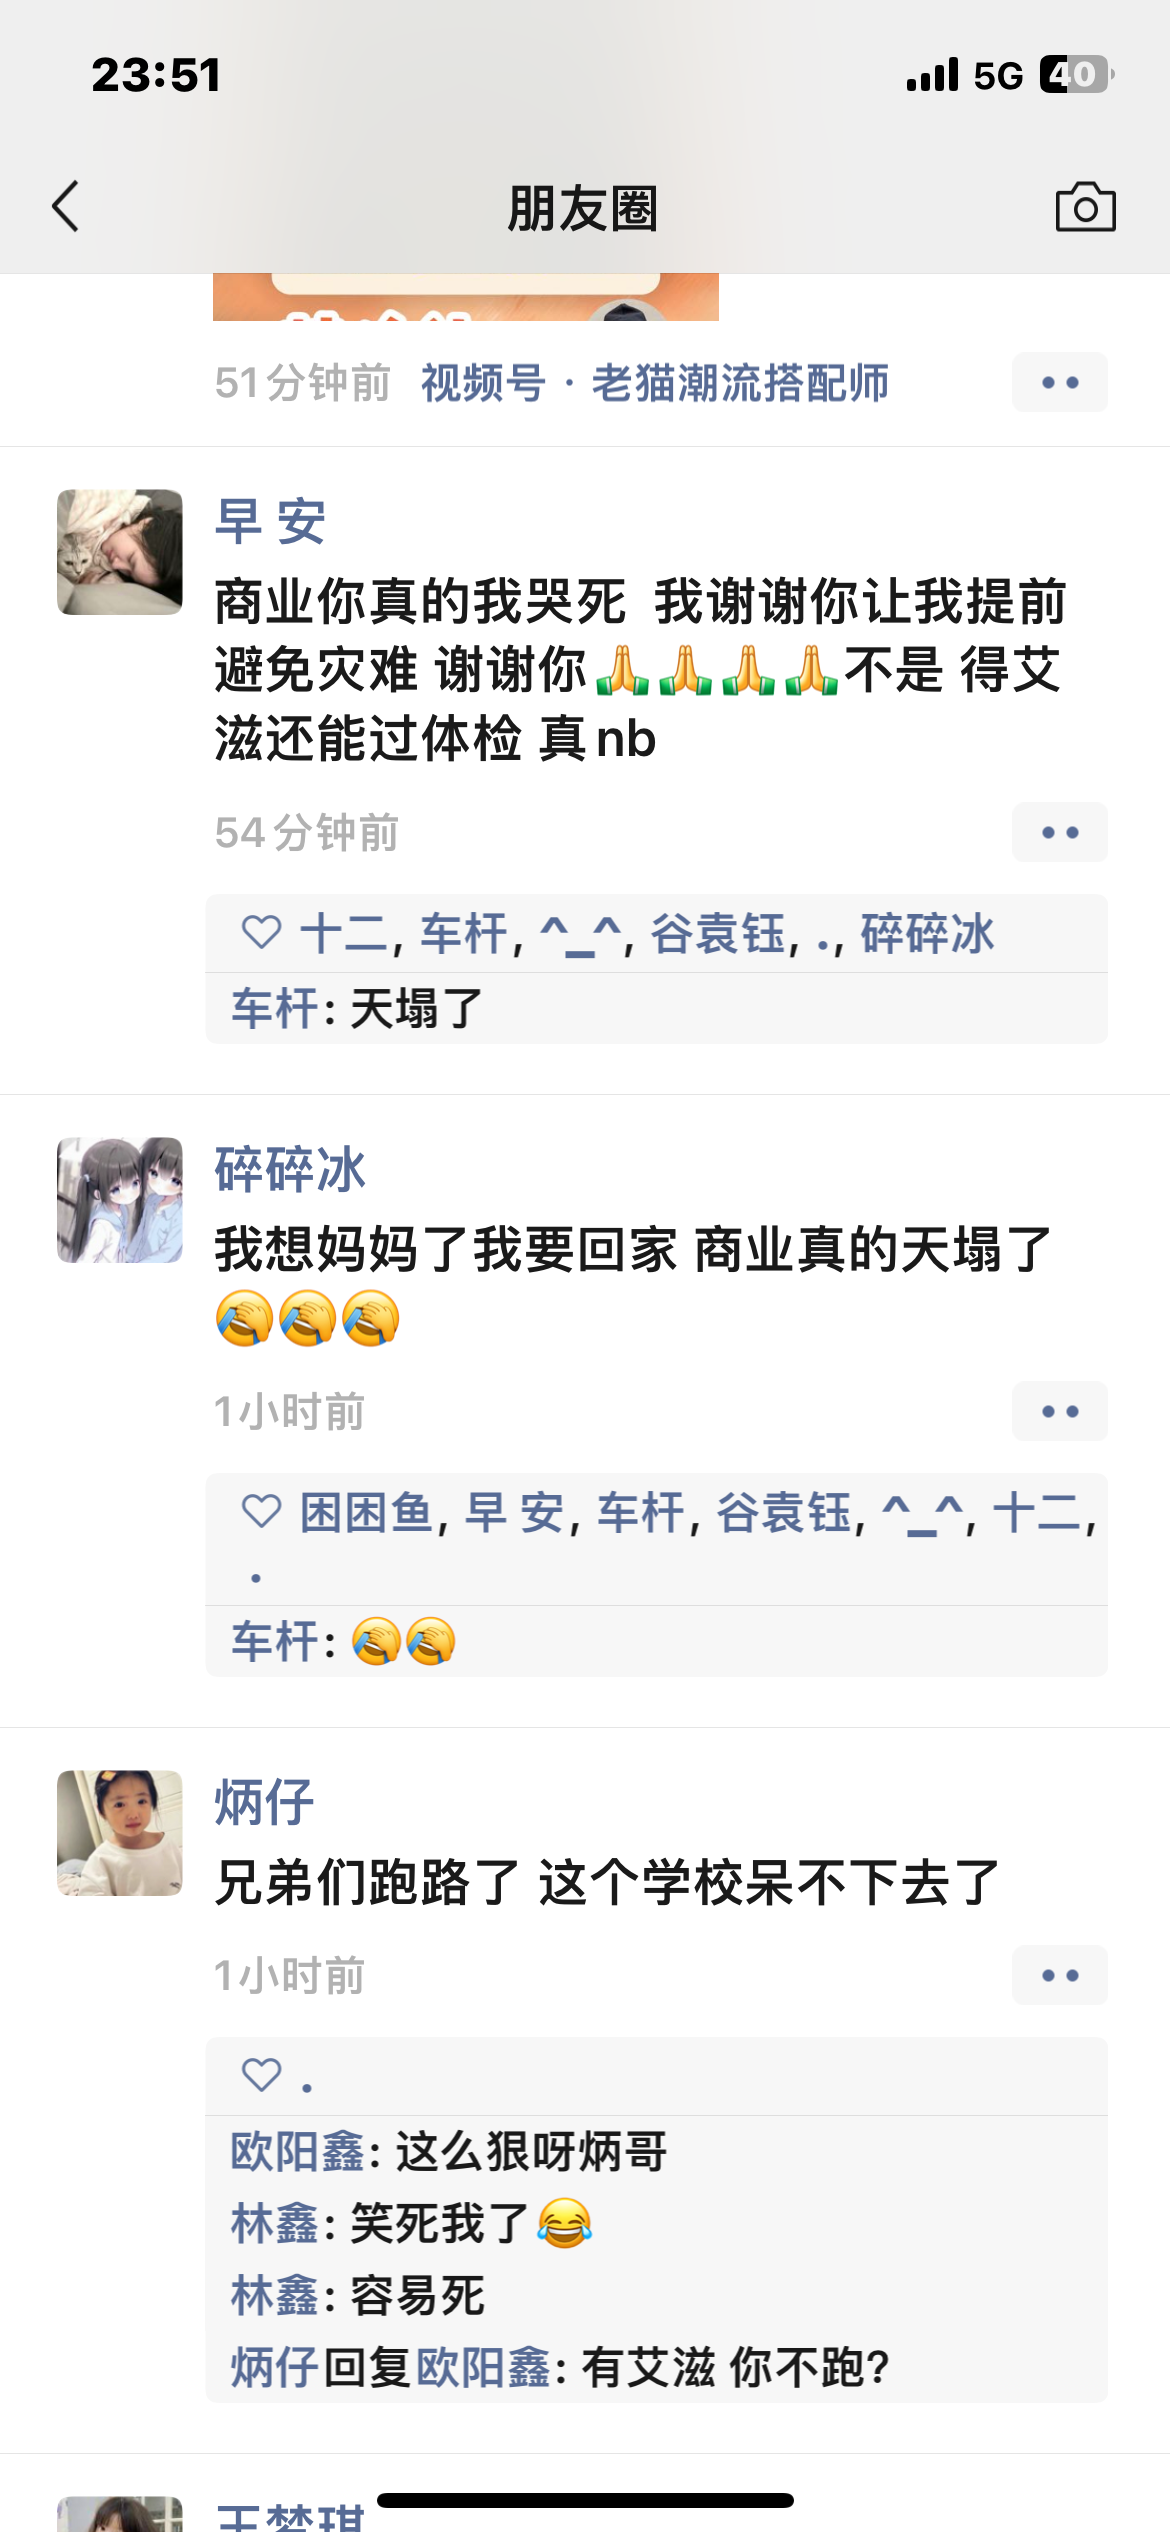 23:51
5G 40
朋友圈
51分钟前 视频号 · 老猫潮流搭配师
早 安
商业你真的我哭死 我谢谢你让我提前
避免灾难 谢谢你🙏🙏🙏🙏不是 得艾
滋还能过体检 真nb
54分钟前
十二, 车杆, ^_^, 谷袁钰, ., 碎碎冰
车杆: 天塌了
碎碎冰
我想妈妈了我要回家 商业真的天塌了
🤣🤣🤣
1小时前
困困鱼, 早 安, 车杆, 谷袁钰, ^_^, 十二,
.
车杆:
炳仔
兄弟们跑路了 这个学校呆不下去了
1小时前
.
欧阳鑫: 这么狠呀炳哥
林鑫: 笑死我了😂
林鑫: 容易死
炳仔回复欧阳鑫: 有艾滋 你不跑?
王梦琪